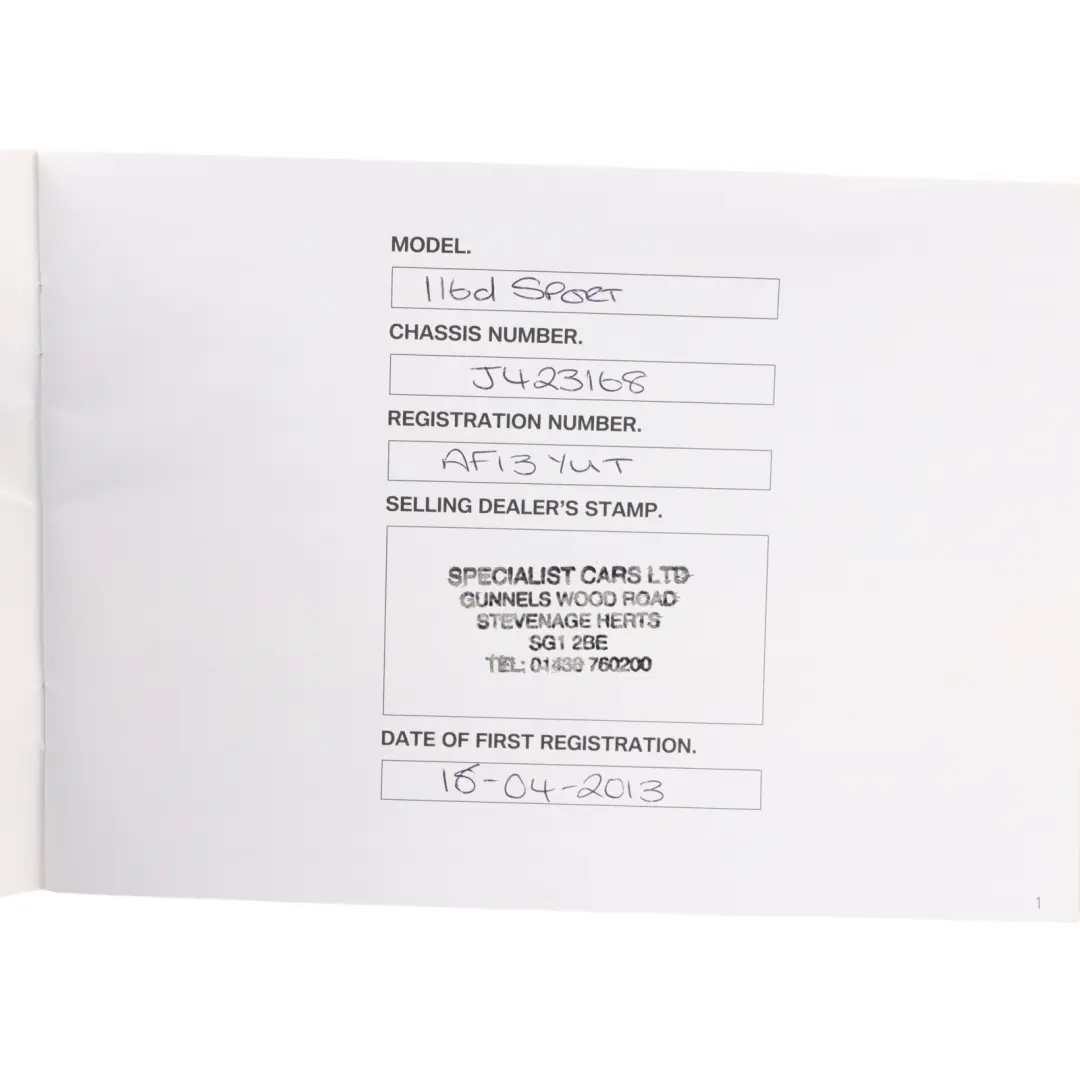 MODEL.
116d SPORT
CHASSIS NUMBER.
J423168
REGISTRATION NUMBER.
AF13 YUT
SELLING DEALER'S STAMP.
SPECIALIST CARS LTD
GUNNELS WOOD ROAD
STEVENAGE HERTS
SG1 2BE
TEL: 01438 760200
DATE OF FIRST REGISTRATION.
18-04-2013
1